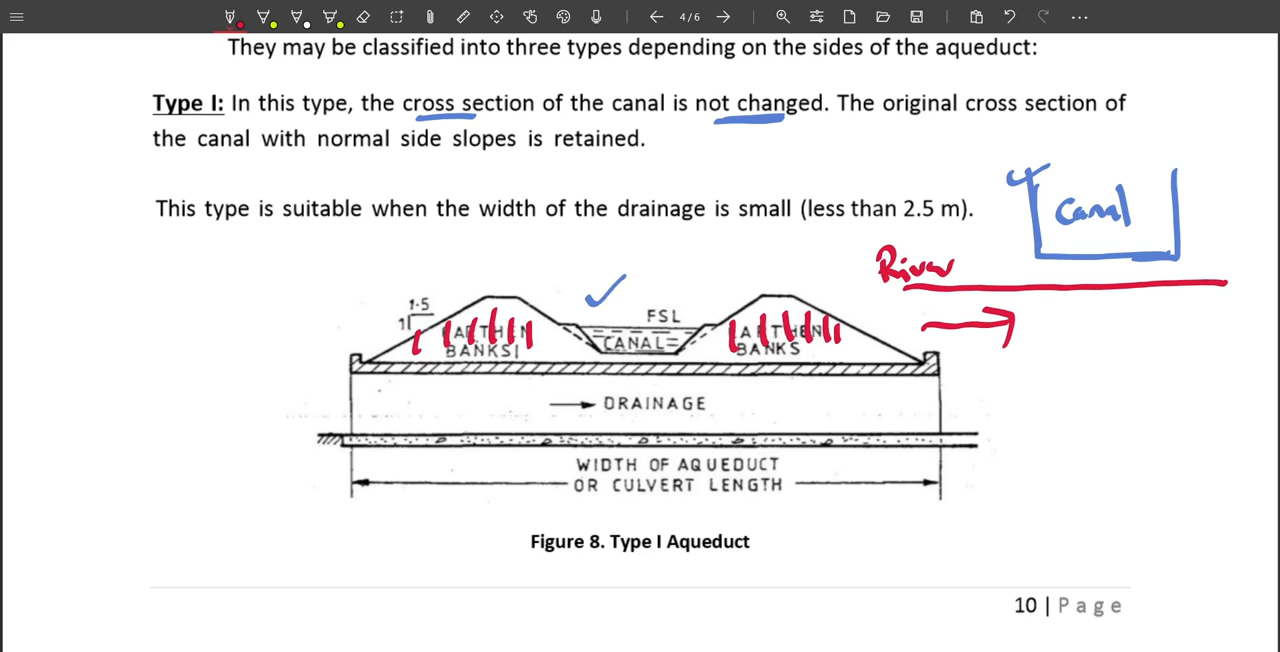 4/6
They may be classified into three types depending on the sides of the aqueduct:
Type I: In this type, the cross section of the canal is not changed. The original cross section of
the canal with normal side slopes is retained.
This type is suitable when the width of the drainage is small (less than 2.5 m).
Canal
River
1·5
1
FSL
EARTHEN
BANKS
CANAL
EARTHEN
BANKS
DRAINAGE
WIDTH OF AQUEDUCT
OR CULVERT LENGTH
Figure 8. Type I Aqueduct
10 | Page